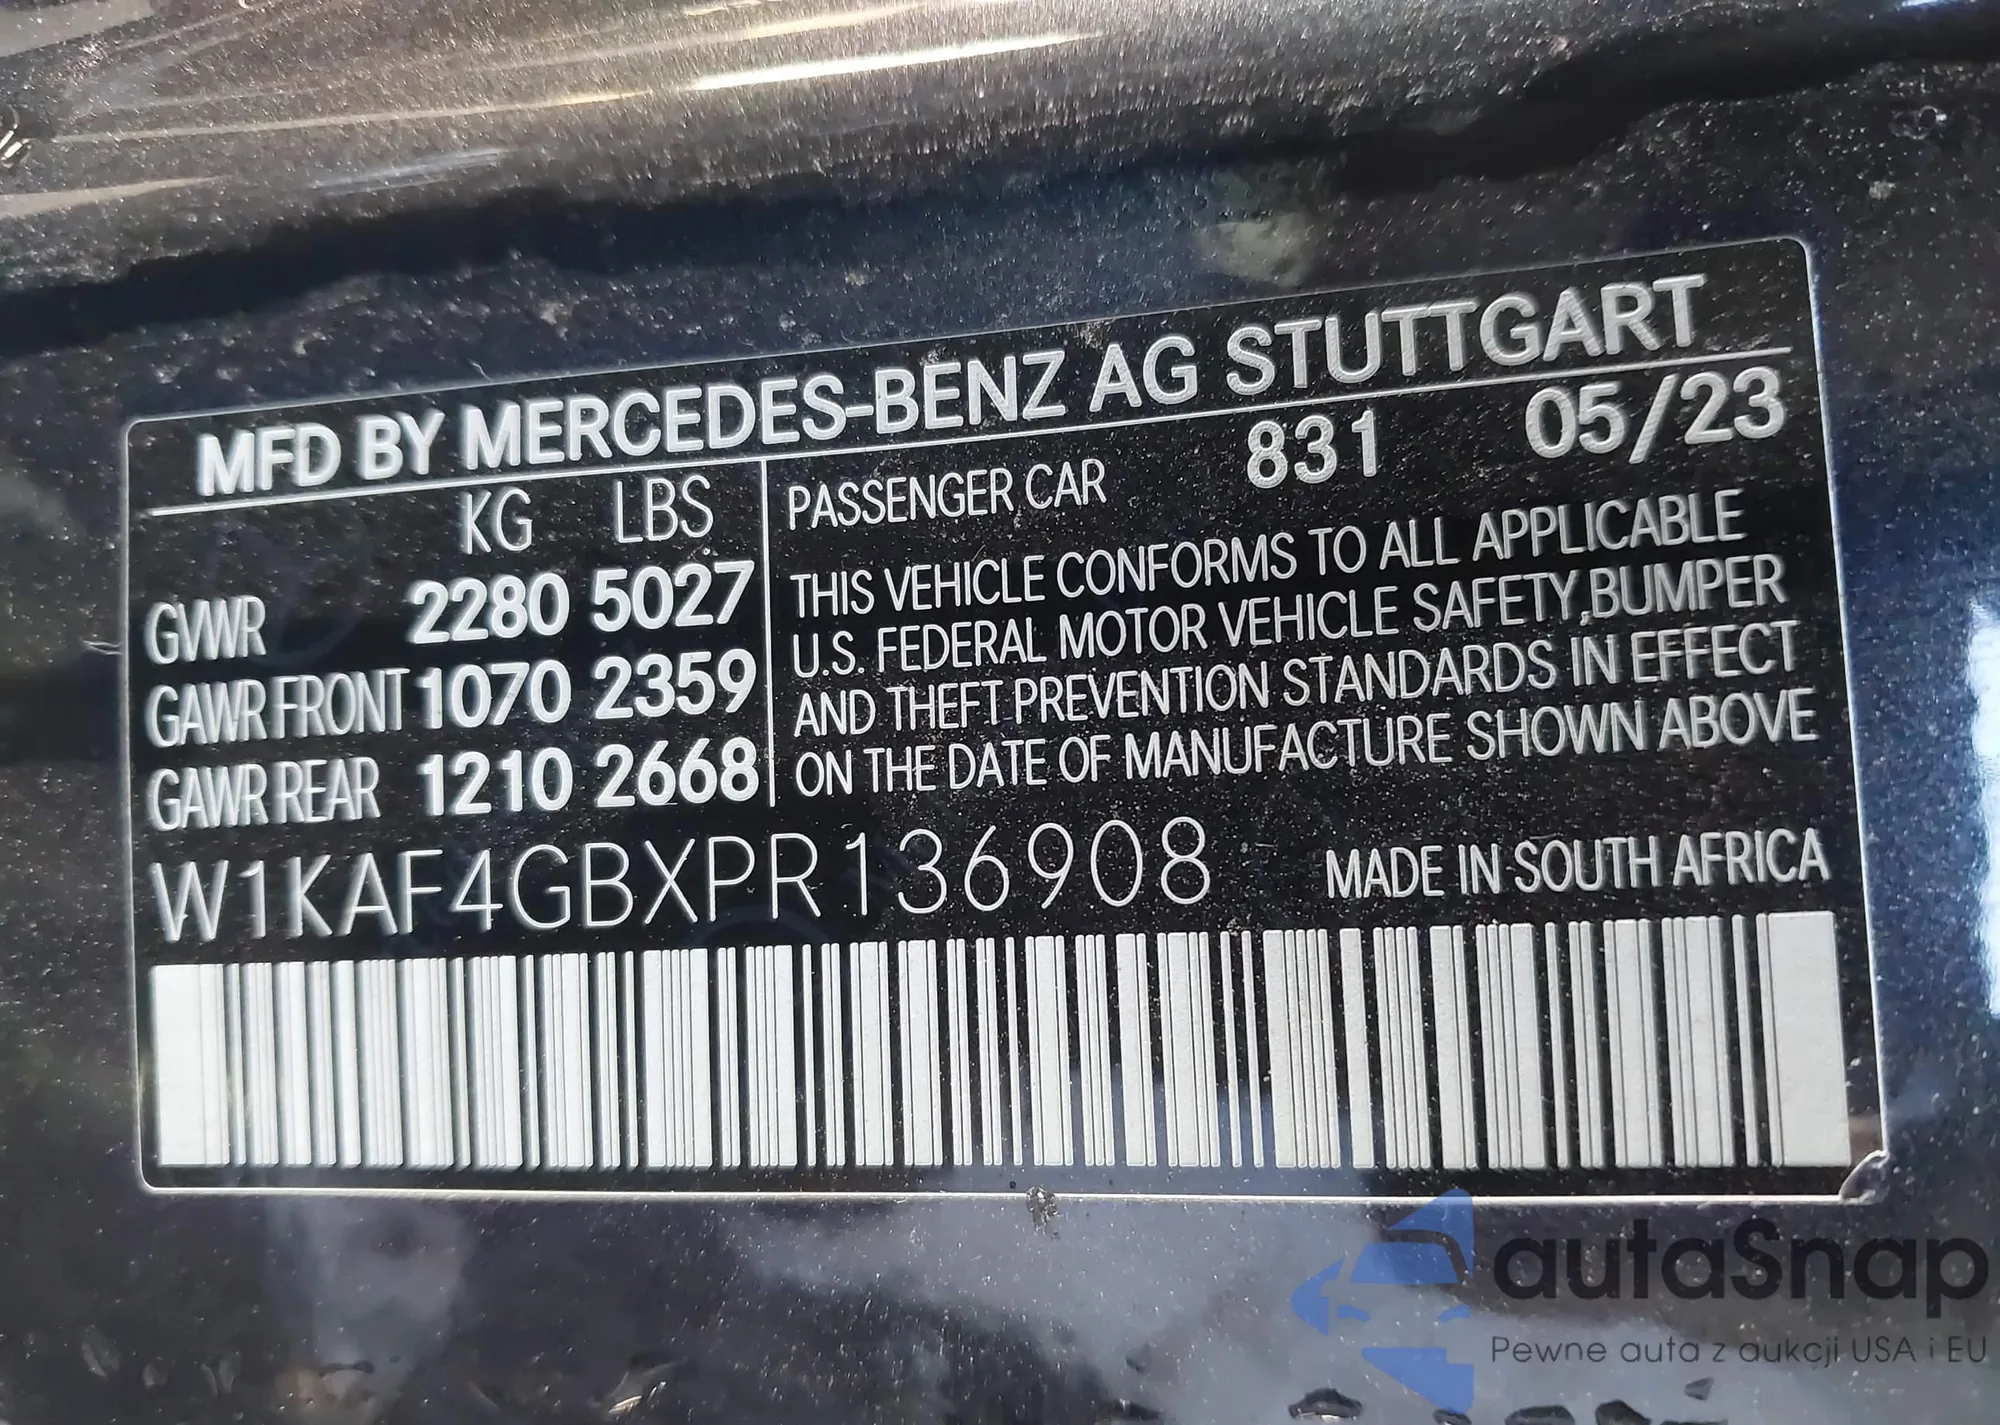 MFD BY MERCEDES-BENZ AG STUTTGART
KG LBS
GVWR 2280 5027
GAWR FRONT 1070 2359
GAWR REAR 1210 2668
PASSENGER CAR 831 05/23
THIS VEHICLE CONFORMS TO ALL APPLICABLE
U.S. FEDERAL MOTOR VEHICLE SAFETY,BUMPER
AND THEFT PREVENTION STANDARDS IN EFFECT
ON THE DATE OF MANUFACTURE SHOWN ABOVE
W1KAF4GBXPR136908 MADE IN SOUTH AFRICA
autaSnap
Pewne auta z aukcji USA i EU